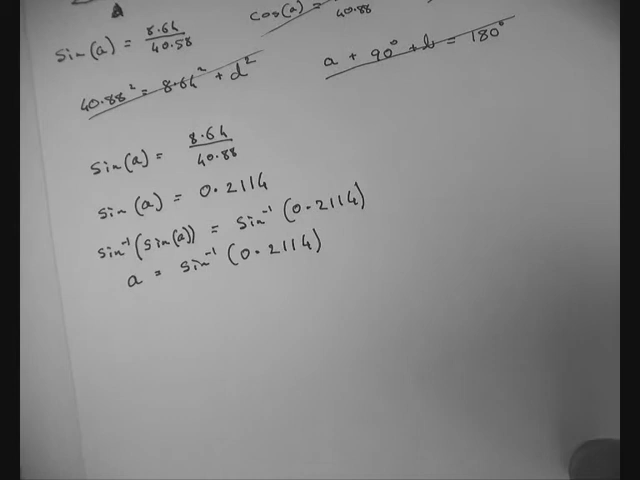 A
cos(a) =
40.88
sin(a) = 8.64 / 40.58
40.88² = 8.64² + d²
a + 90° + b = 180°
sin(a) = 8.64 / 40.88
sin(a) = 0.2114
sin⁻¹(sin(a)) = sin⁻¹(0.2114)
a = sin⁻¹(0.2114)